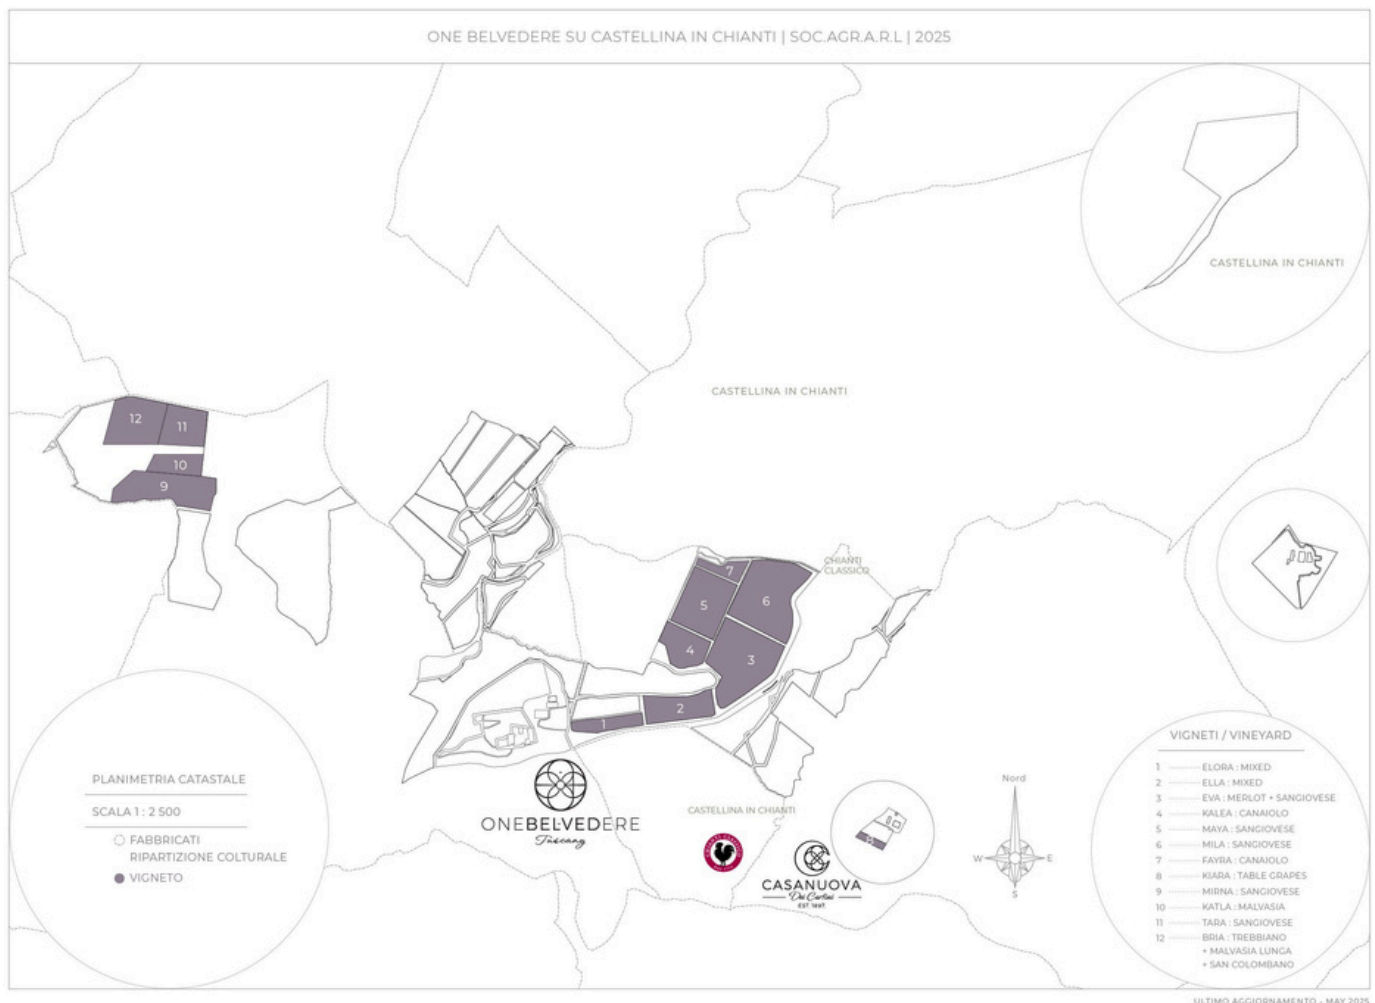 ONE BELVEDERE SU CASTELLINA IN CHIANTI | SOC.AGR.A.R.L | 2025
CASTELLINA IN CHIANTI
CASTELLINA IN CHIANTI
12
11
10
9
CHIANTI
CLASSICO
7
6
5
4
3
2
1
PLANIMETRIA CATASTALE
SCALA 1 : 2 500
FABBRICATI
RIPARTIZIONE COLTURALE
VIGNETO
ONEBELVEDERE
Tuscany
CASTELLINA IN CHIANTI
CASANUOVA
Dei Cerbini
EST. 1697
Nord
W
E
S
VIGNETI / VINEYARD
1 ELORA : MIXED
2 ELLA : MIXED
3 EVA : MERLOT + SANGIOVESE
4 KALEA : CANAIOLO
5 MAYA : SANGIOVESE
6 MILA : SANGIOVESE
7 FAYRA : CANAIOLO
8 KIARA : TABLE GRAPES
9 MIRNA : SANGIOVESE
10 KATLA : MALVASIA
11 TARA : SANGIOVESE
12 BRIA : TREBBIANO
+ MALVASIA LUNGA
+ SAN COLOMBANO
ULTIMO AGGIORNAMENTO - MAY 2025